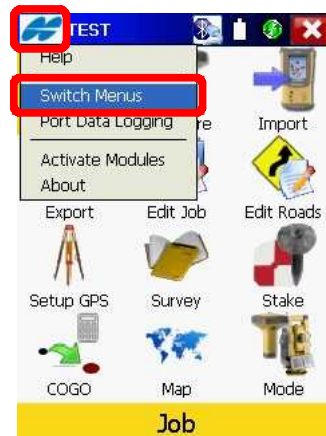 TEST
Help
Switch Menus
Port Data Logging
re
Import
Activate Modules
About
Export
Edit Job
Edit Roads
Setup GPS
Survey
Stake
COGO
Map
Mode
Job